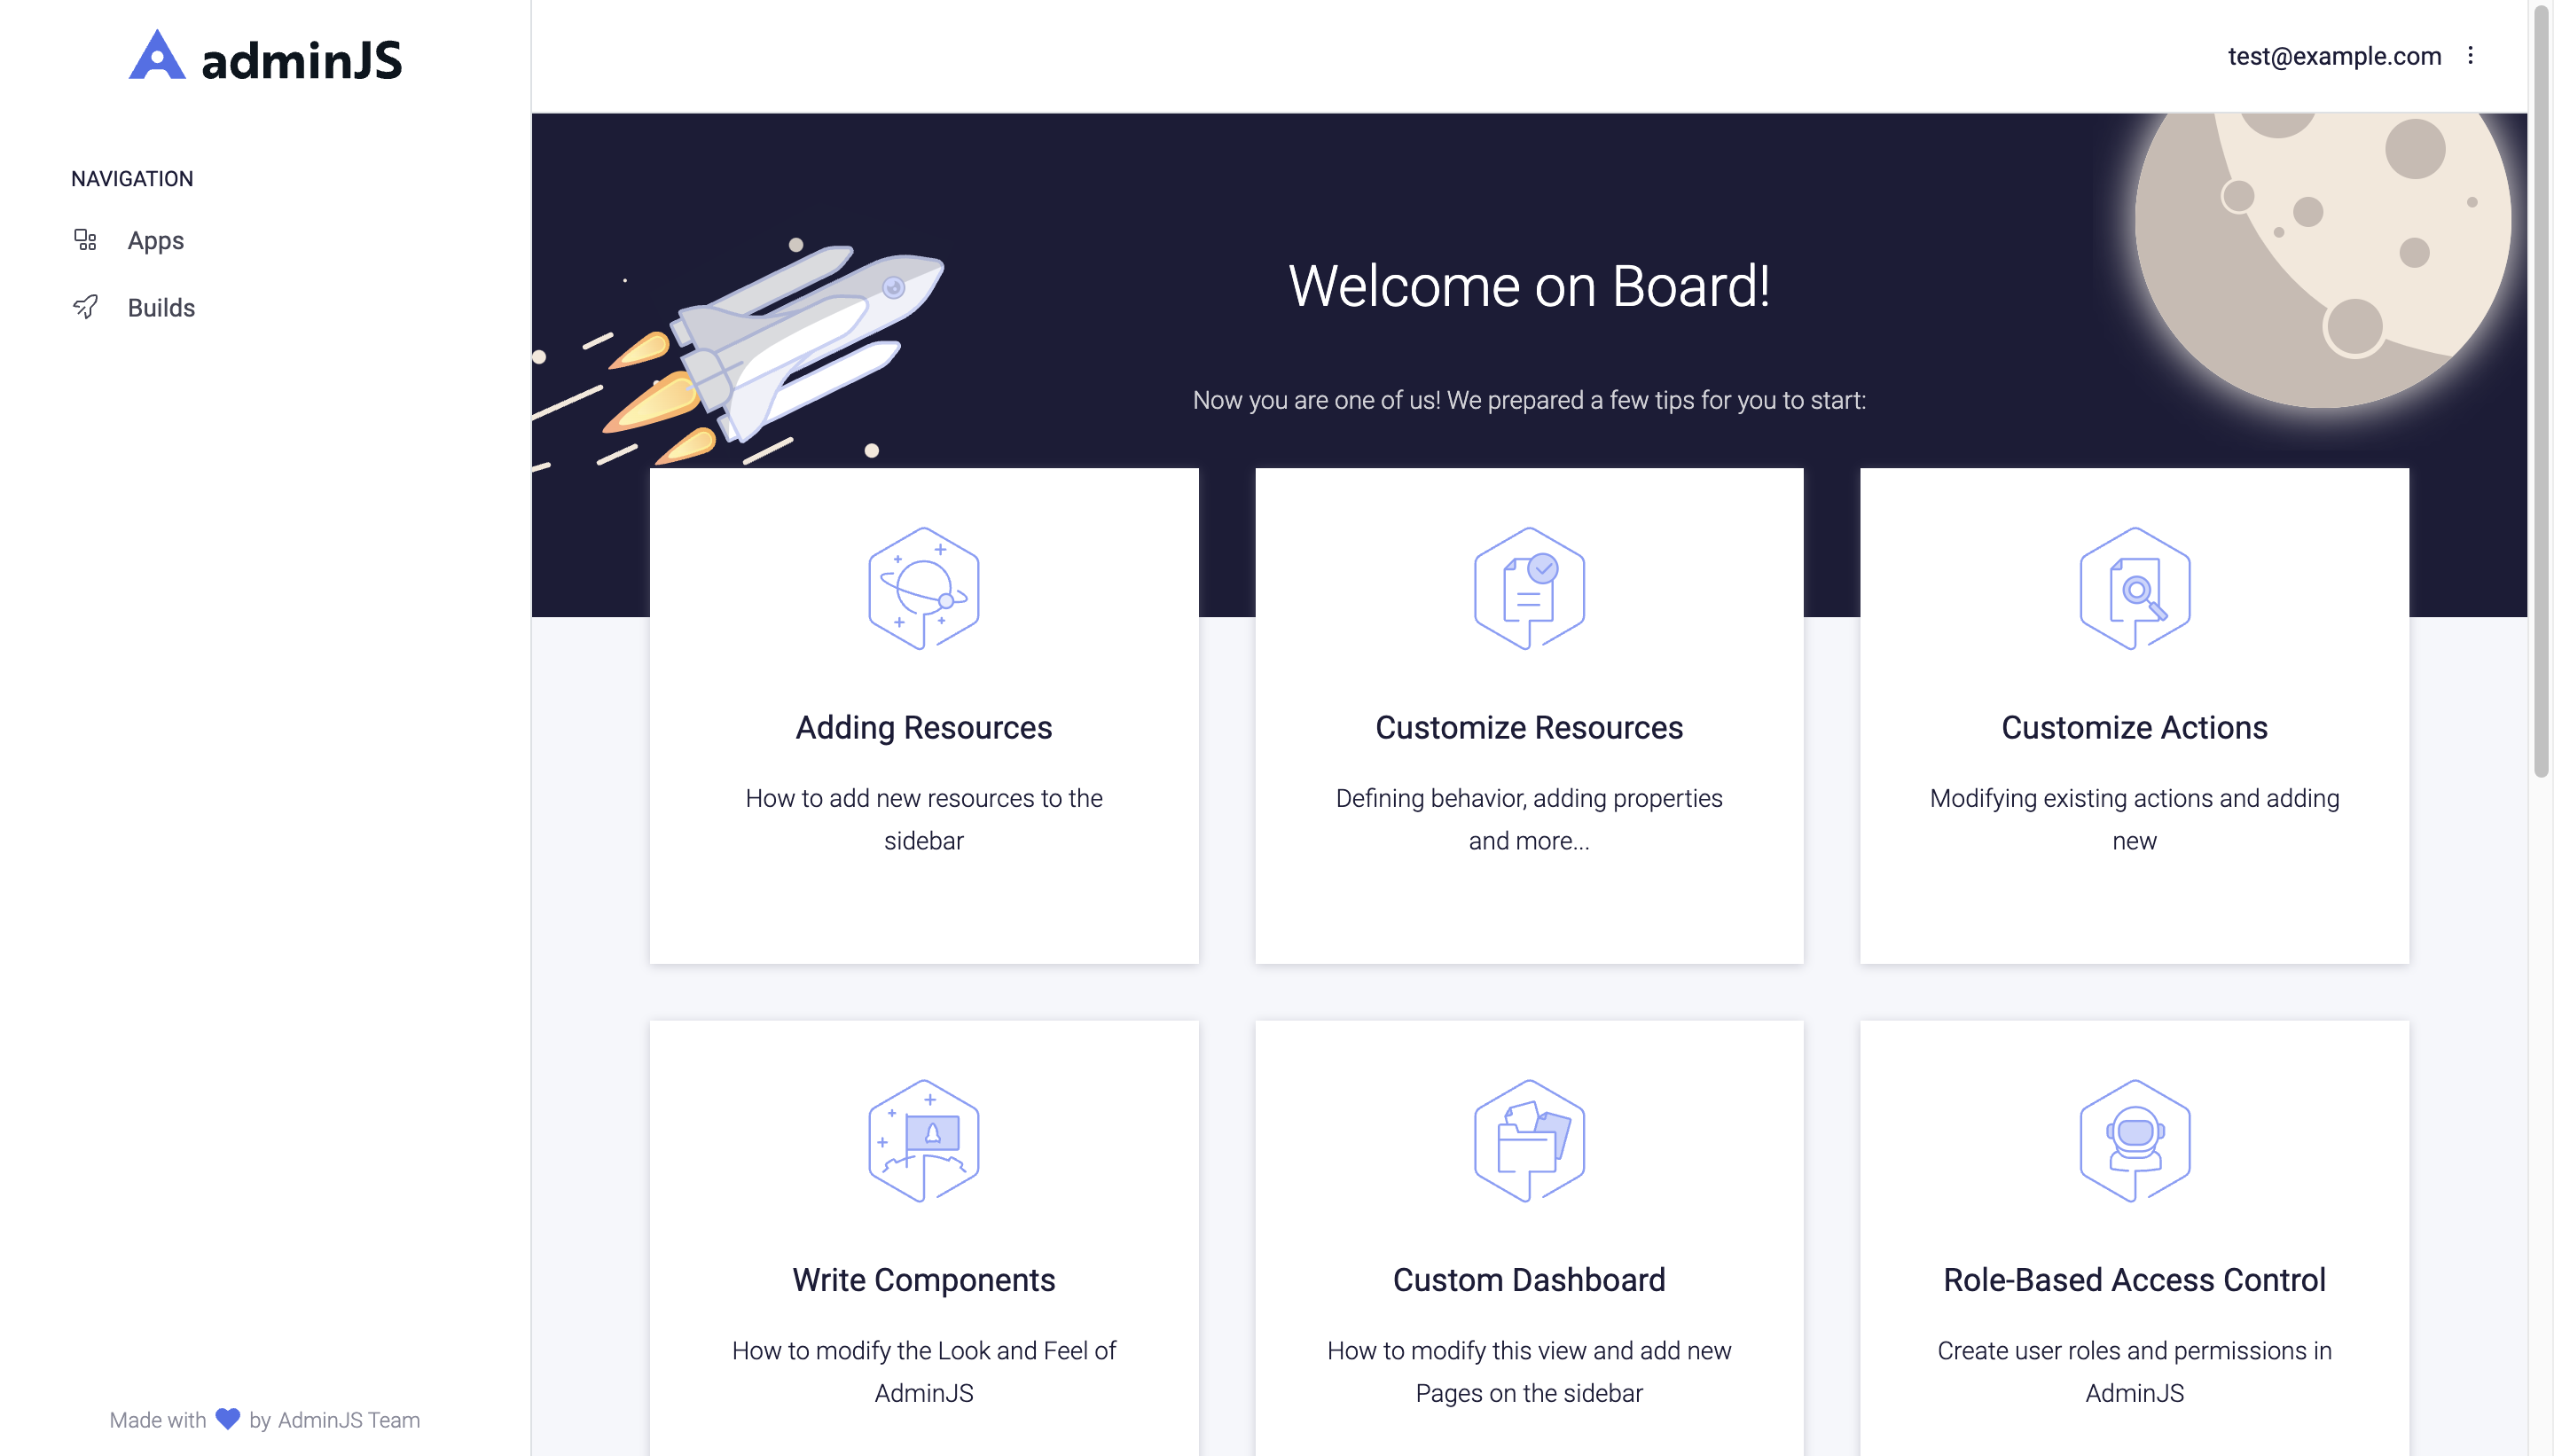 adminJS
test@example.com
NAVIGATION
Apps
Builds
Welcome on Board!
Now you are one of us! We prepared a few tips for you to start:
Adding Resources
How to add new resources to the
sidebar
Customize Resources
Defining behavior, adding properties
and more...
Customize Actions
Modifying existing actions and adding
new
Write Components
How to modify the Look and Feel of
AdminJS
Custom Dashboard
How to modify this view and add new
Pages on the sidebar
Role-Based Access Control
Create user roles and permissions in
AdminJS
Made with by AdminJS Team